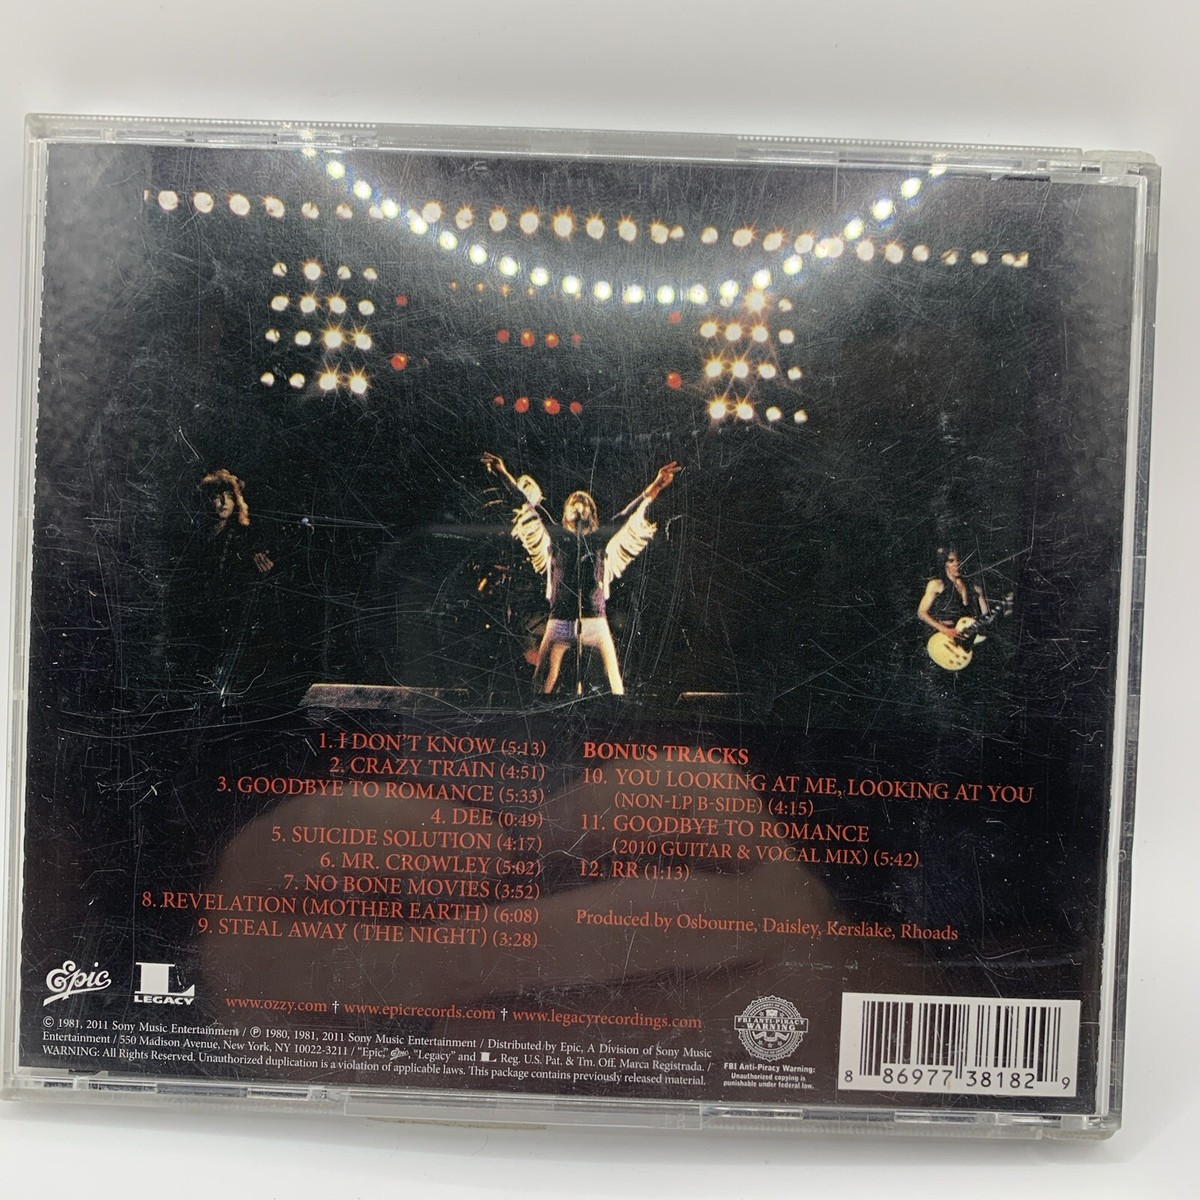 1. I DON'T KNOW (5:13)
2. CRAZY TRAIN (4:51)
3. GOODBYE TO ROMANCE (5:33)
4. DEE (0:49)
5. SUICIDE SOLUTION (4:17)
6. MR. CROWLEY (5:02)
7. NO BONE MOVIES (3:52)
8. REVELATION (MOTHER EARTH) (6:08)
9. STEAL AWAY (THE NIGHT) (3:28)
BONUS TRACKS
10. YOU LOOKING AT ME, LOOKING AT YOU
(NON-LP B-SIDE) (4:15)
11. GOODBYE TO ROMANCE
(2010 GUITAR & VOCAL MIX) (5:42)
12. RR (1:13)
Produced by Osbourne, Daisley, Kerslake, Rhoads
Epic
L
LEGACY
www.ozzy.com † www.epicrecords.com † www.legacyrecordings.com
© 1981, 2011 Sony Music Entertainment / ℗ 1980, 1981, 2011 Sony Music Entertainment / Distributed by Epic, A Division of Sony Music
Entertainment / 550 Madison Avenue, New York, NY 10022-3211 / "Epic," Epic, "Legacy" and L Reg. U.S. Pat. & Tm. Off. Marca Registrada. /
WARNING: All Rights Reserved. Unauthorized duplication is a violation of applicable laws. This package contains previously released material.
FBI ANTI-PIRACY
WARNING
FBI Anti-Piracy Warning:
Unauthorized copying is
punishable under federal law.
8 86977 38182 9